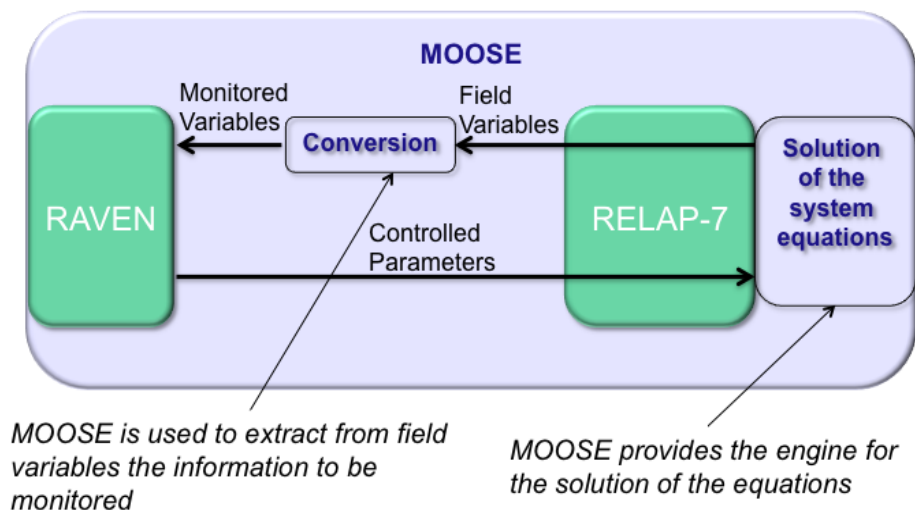 MOOSE
Monitored
Variables
Field
Variables
Conversion
Solution
of the
system
equations
RAVEN
RELAP-7
Controlled
Parameters
MOOSE is used to extract from field
variables the information to be
monitored
MOOSE provides the engine for
the solution of the equations